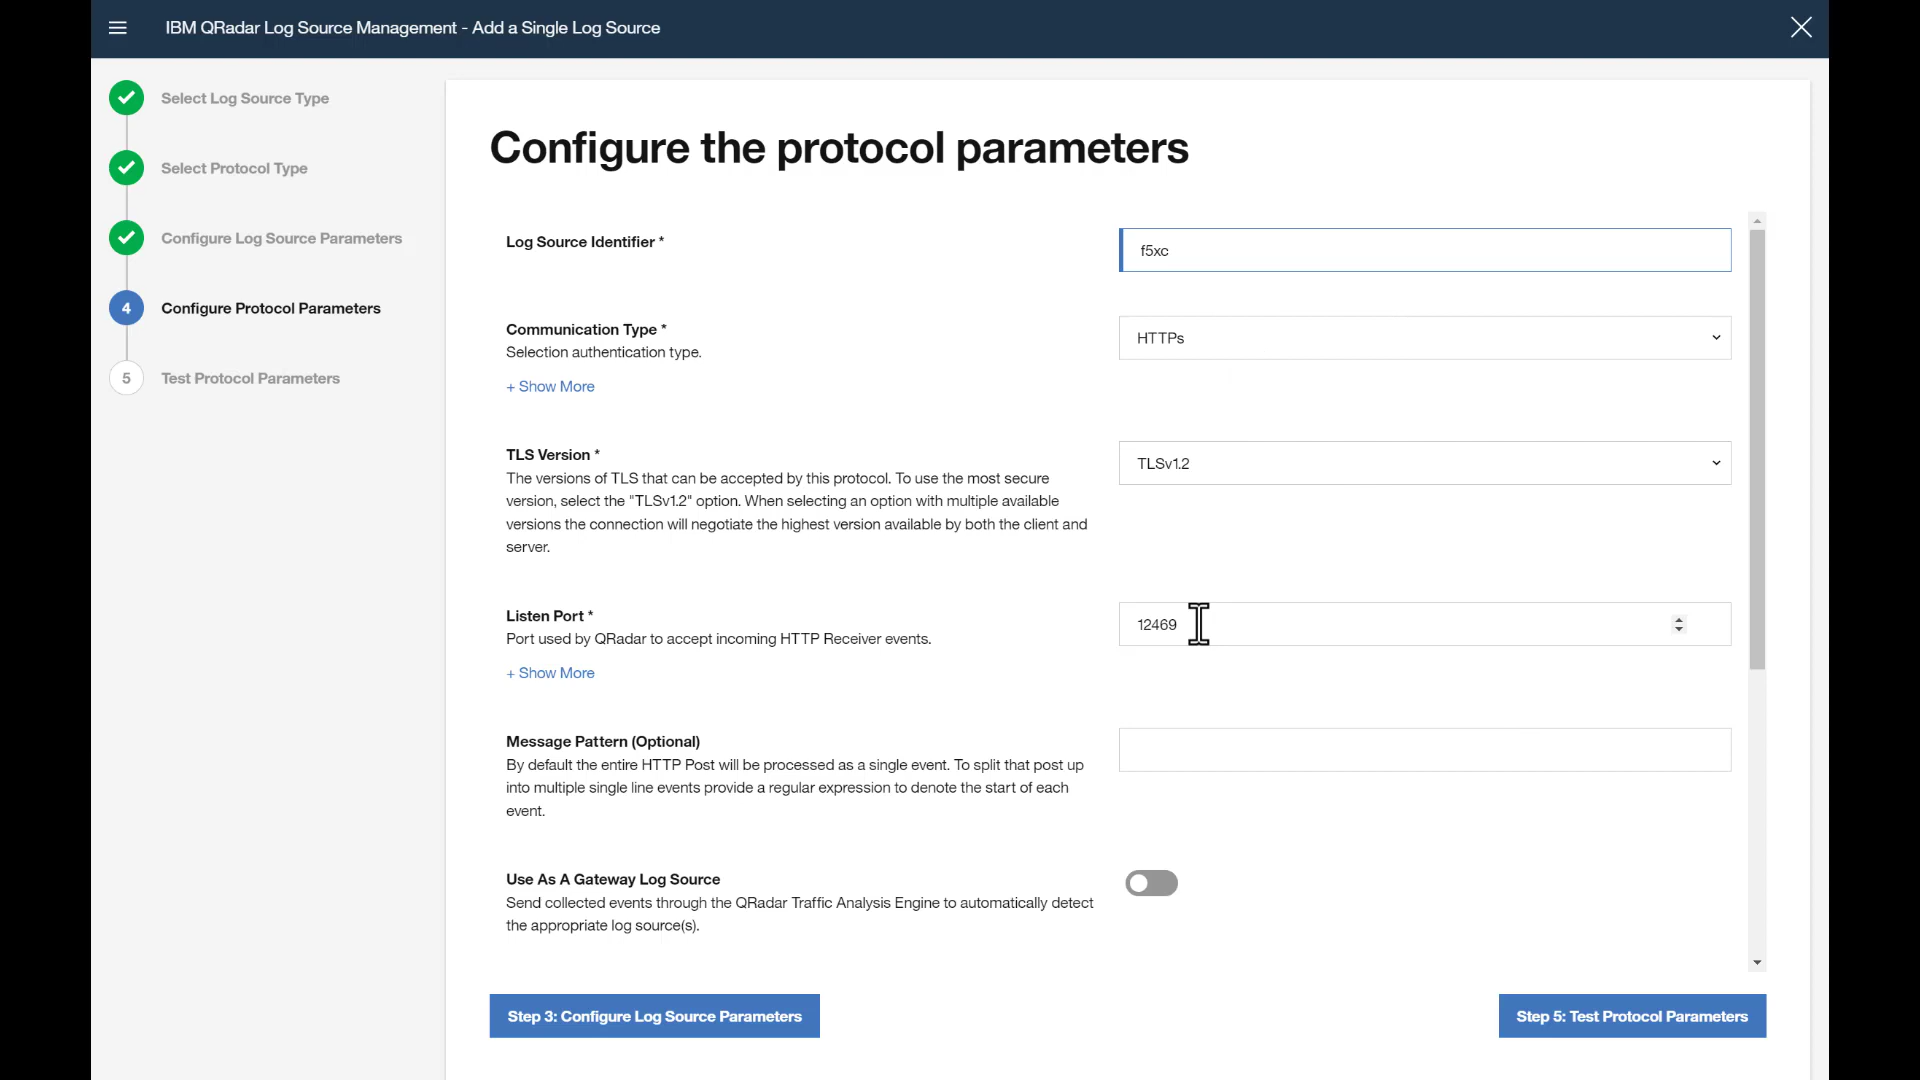 IBM QRadar Log Source Management - Add a Single Log Source
Select Log Source Type
Select Protocol Type
Configure Log Source Parameters
4 Configure Protocol Parameters
5 Test Protocol Parameters
Configure the protocol parameters
Log Source Identifier *
f5xc
Communication Type *
Selection authentication type.
+ Show More
HTTPs
TLS Version *
The versions of TLS that can be accepted by this protocol. To use the most secure
version, select the "TLSv1.2" option. When selecting an option with multiple available
versions the connection will negotiate the highest version available by both the client and
server.
TLSv1.2
Listen Port *
Port used by QRadar to accept incoming HTTP Receiver events.
+ Show More
12469
Message Pattern (Optional)
By default the entire HTTP Post will be processed as a single event. To split that post up
into multiple single line events provide a regular expression to denote the start of each
event.
Use As A Gateway Log Source
Send collected events through the QRadar Traffic Analysis Engine to automatically detect
the appropriate log source(s).
Step 3: Configure Log Source Parameters
Step 5: Test Protocol Parameters